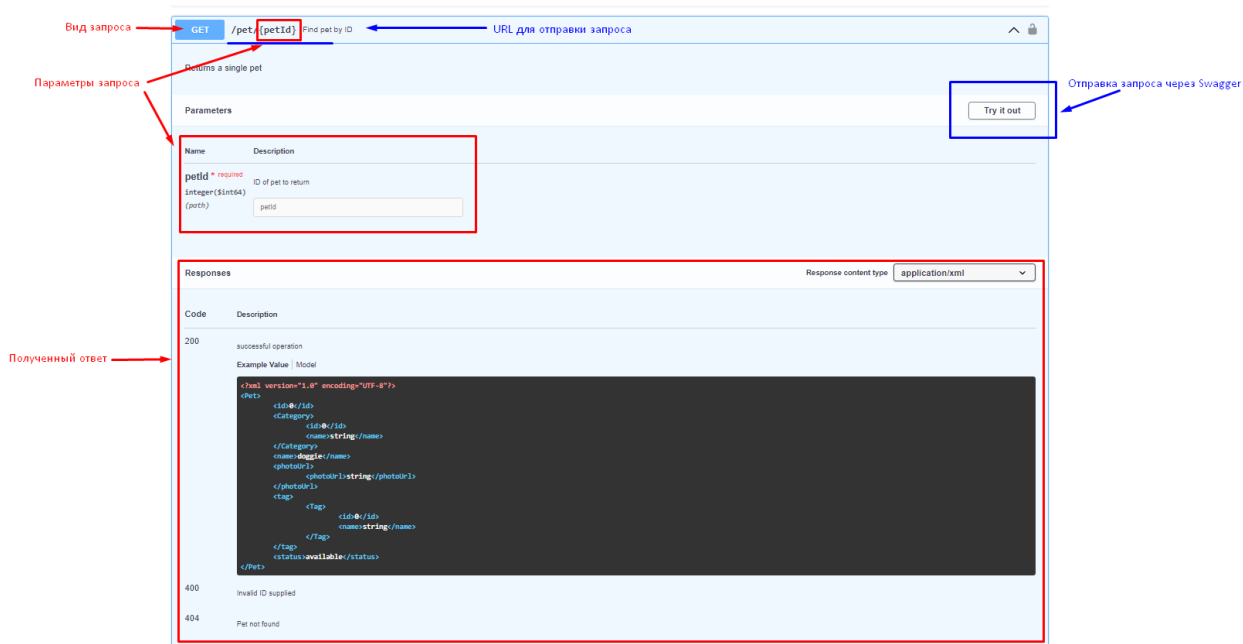 Вид запроса
GET /pet/{petId} Find pet by ID
URL для отправки запроса
Returns a single pet
Параметры запроса
Отправка запроса через Swagger
Parameters
Try it out
Name Description
petId * required
integer($int64)
(path)
ID of pet to return
petId
Responses
Response content type application/xml
Code Description
200
successful operation
Полученный ответ
Example Value Model
<?xml version="1.0" encoding="UTF-8"?>
<Pet>
<id>0</id>
<Category>
<id>0</id>
<name>string</name>
</Category>
<name>doggie</name>
<photoUrl>
<photoUrl>string</photoUrl>
</photoUrl>
<tag>
<Tag>
<id>0</id>
<name>string</name>
</Tag>
</tag>
<status>available</status>
</Pet>
400 Invalid ID supplied
404 Pet not found